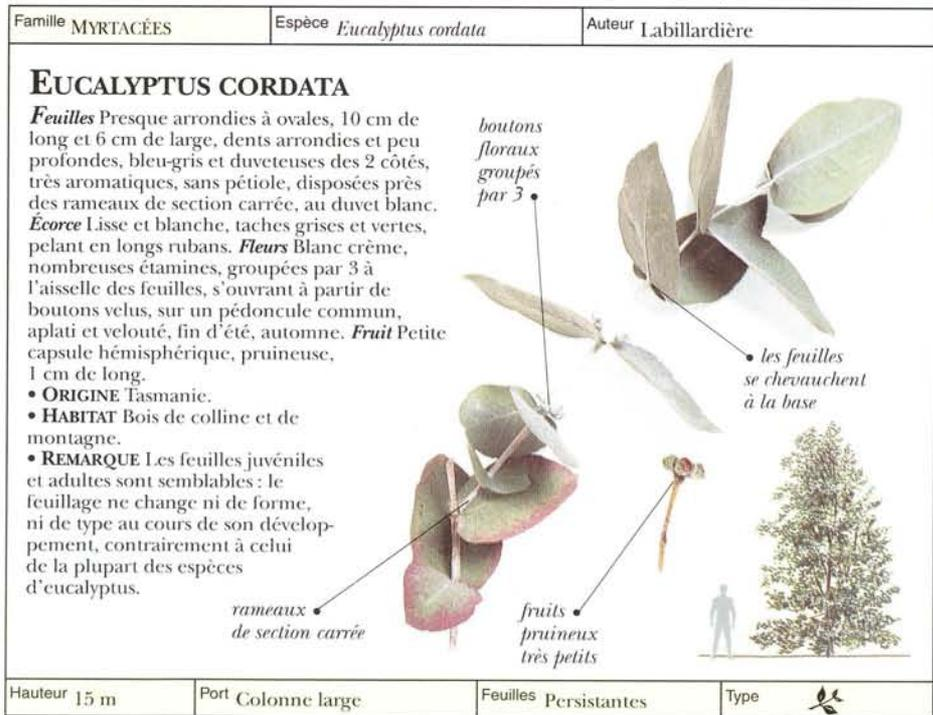 Famille MYRTACÉES Espèce Eucalyptus cordata Auteur Labillardière
EUCALYPTUS CORDATA
Feuilles Presque arrondies à ovales, 10 cm de
long et 6 cm de large, dents arrondies et peu
profondes, bleu-gris et duveteuses des 2 côtés,
très aromatiques, sans pétiole, disposées près
des rameaux de section carrée, au duvet blanc.
Écorce Lisse et blanche, taches grises et vertes,
pelant en longs rubans. Fleurs Blanc crème,
nombreuses étamines, groupées par 3 à
l'aisselle des feuilles, s'ouvrant à partir de
boutons velus, sur un pédoncule commun,
aplati et velouté, fin d'été, automne. Fruit Petite
capsule hémisphérique, pruineuse,
1 cm de long.
• ORIGINE Tasmanie.
• HABITAT Bois de colline et de
montagne.
• REMARQUE Les feuilles juvéniles
et adultes sont semblables : le
feuillage ne change ni de forme,
ni de type au cours de son dévelop-
pement, contrairement à celui
de la plupart des espèces
d'eucalyptus.
boutons
floraux
groupés
par 3
les feuilles
se chevauchent
à la base
rameaux
de section carrée
fruits
pruineux
très petits
Hauteur 15 m Port Colonne large Feuilles Persistantes Type